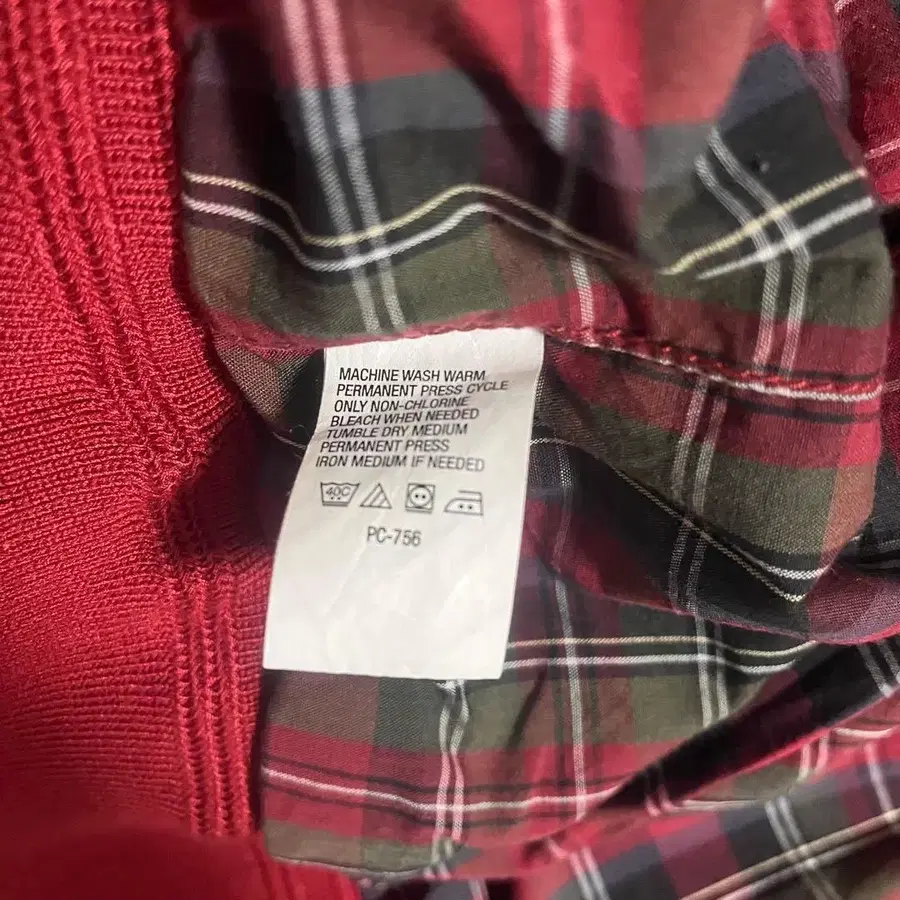 MACHINE WASH WARM
PERMANENT PRESS CYCLE
ONLY NON-CHLORINE
BLEACH WHEN NEEDED
TUMBLE DRY MEDIUM
PERMANENT PRESS
IRON MEDIUM IF NEEDED
40C
PC-756